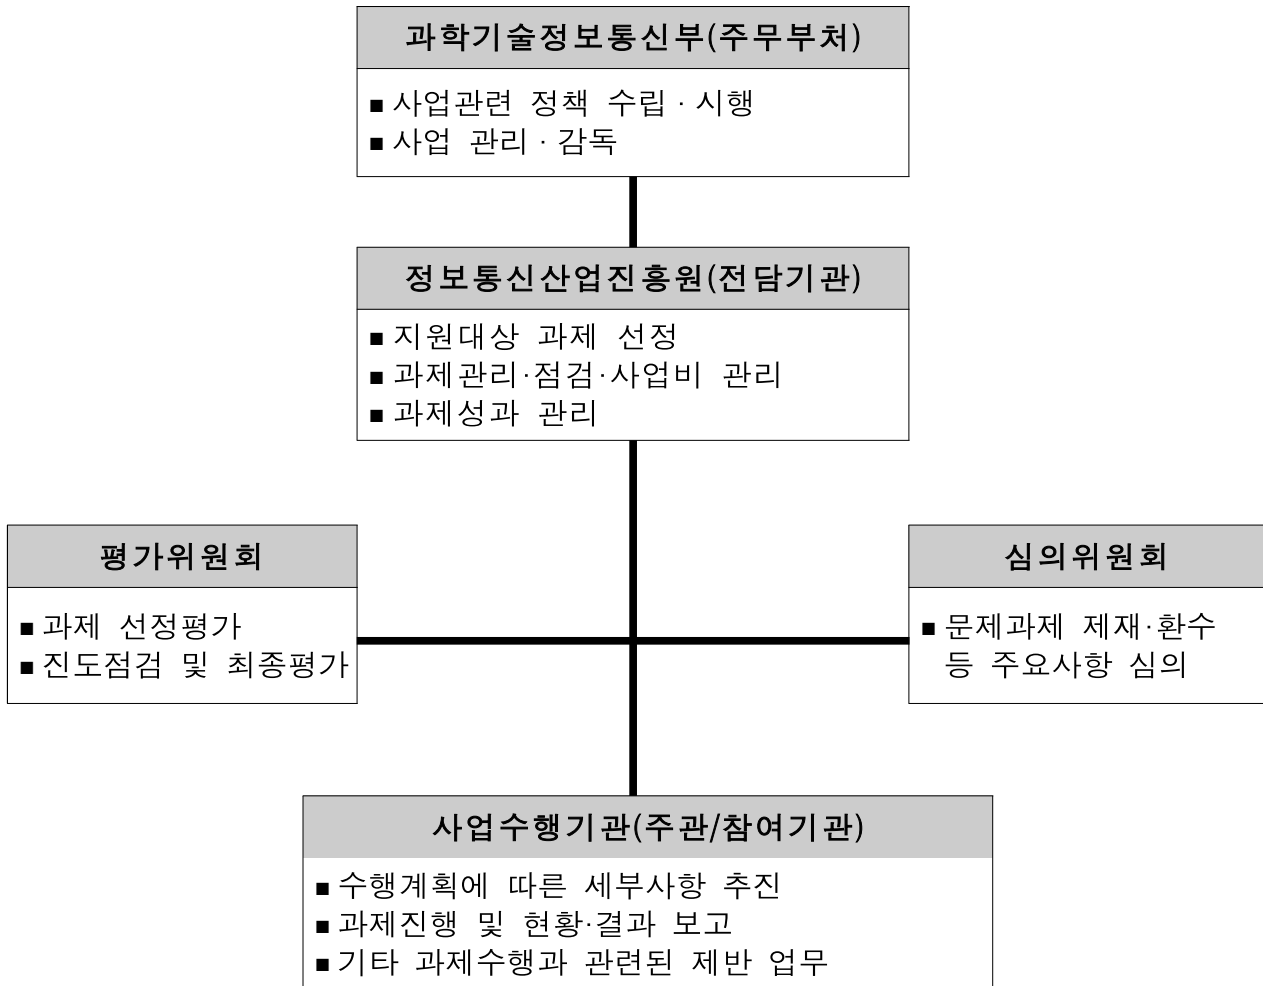 과학기술정보통신부(주무부처)
■ 사업관련 정책 수립 · 시행
■ 사업 관리 · 감독
정보통신산업진흥원(전담기관)
■ 지원대상 과제 선정
■ 과제관리·점검·사업비 관리
■ 과제성과 관리
평가위원회
■ 과제 선정평가
■ 진도점검 및 최종평가
심의위원회
■ 문제과제 제재·환수
등 주요사항 심의
사업수행기관(주관/참여기관)
■ 수행계획에 따른 세부사항 추진
■ 과제진행 및 현황·결과 보고
■ 기타 과제수행과 관련된 제반 업무